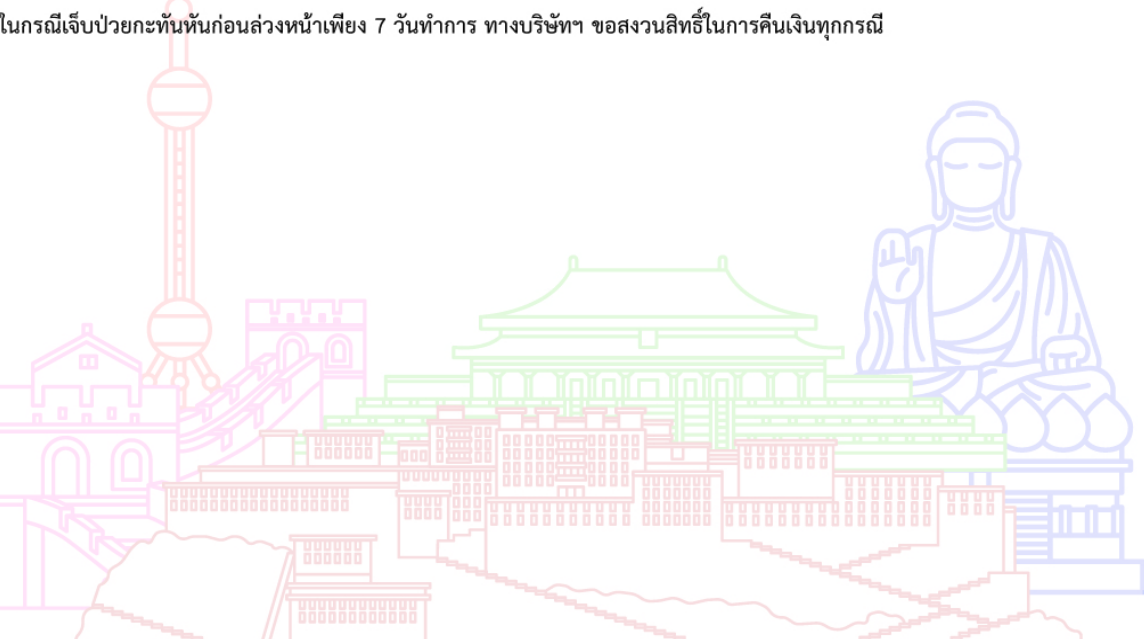 ในกรณีเจ็บป่วยกะทันหันก่อนล่วงหน้าเพียง 7 วันทำการ ทางบริษัทฯ ขอสงวนสิทธิ์ในการคืนเงินทุกกรณี